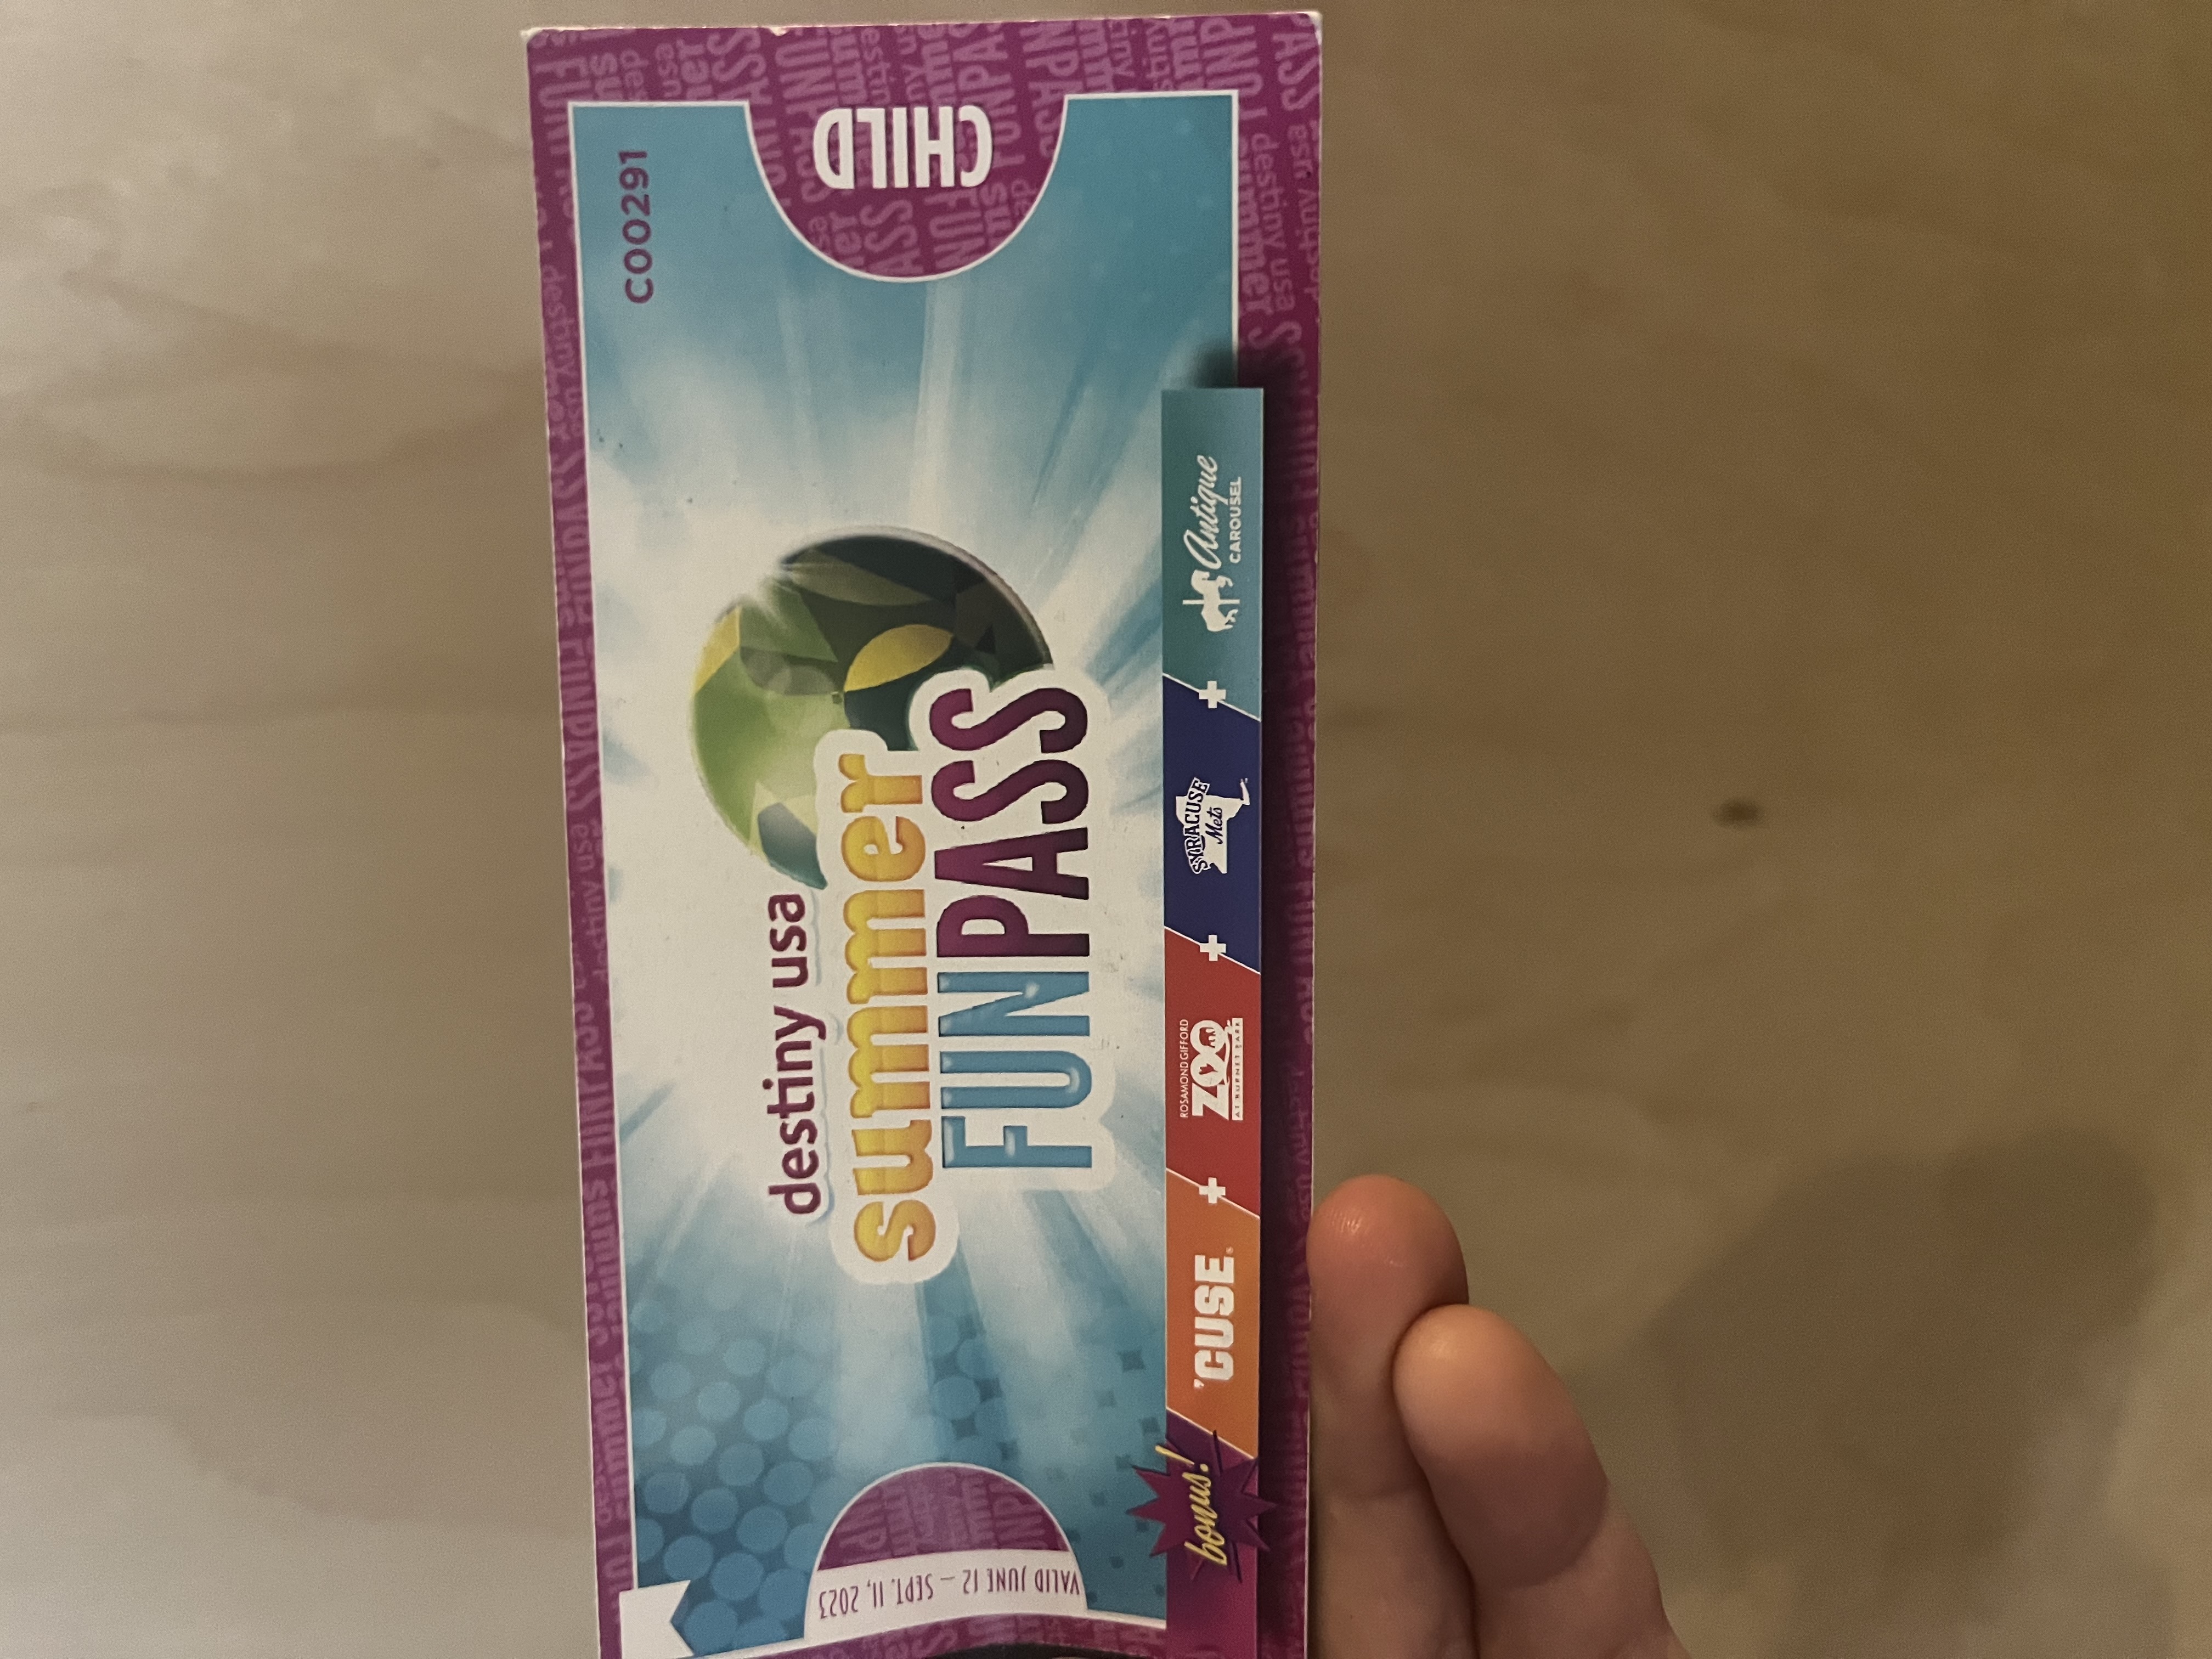 CHILD
C00291
destiny usa
summer
FUNPASS
VALID JUNE 12 – SEPT. 11, 2023
bonus!
'CUSE
+
ROSAMOND GIFFORD
ZOO
AT BURNET PARK
+
SYRACUSE
Mets
+
Antique
CAROUSEL